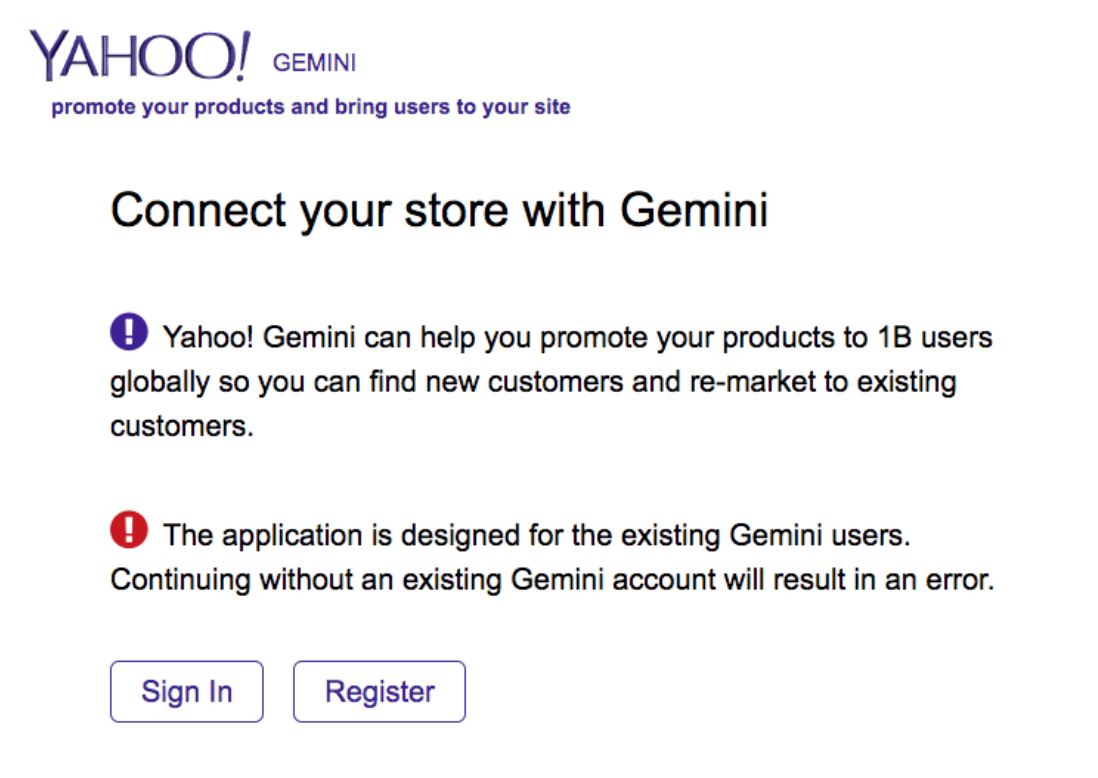 YAHOO! GEMINI
promote your products and bring users to your site
Connect your store with Gemini
Yahoo! Gemini can help you promote your products to 1B users
globally so you can find new customers and re-market to existing
customers.
The application is designed for the existing Gemini users.
Continuing without an existing Gemini account will result in an error.
Sign In Register